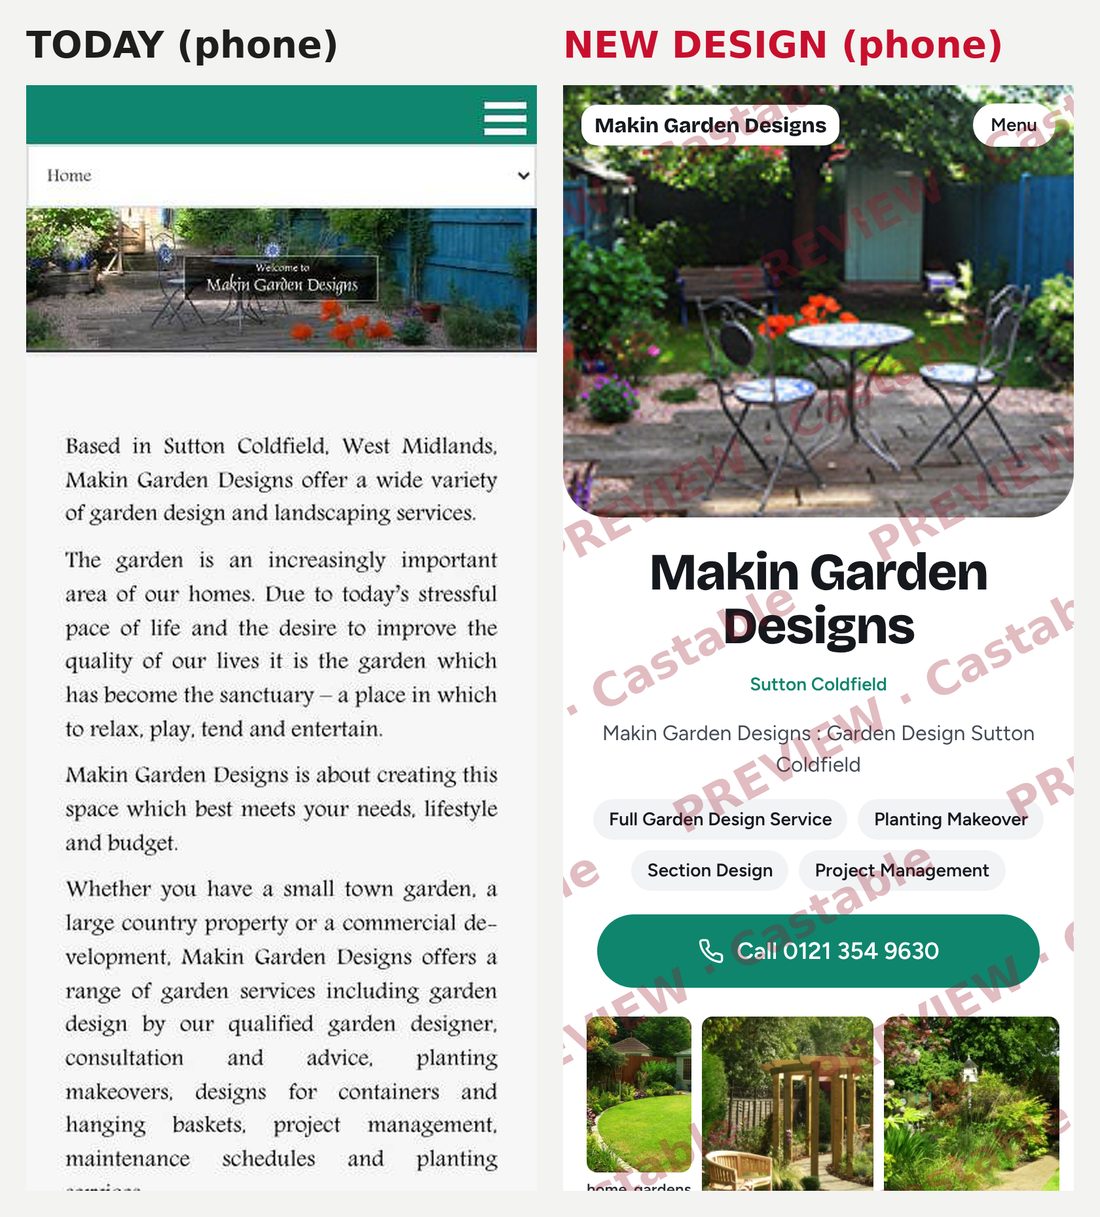 TODAY (phone)
Home
Welcome to
Makin Garden Designs
Based in Sutton Coldfield, West Midlands,
Makin Garden Designs offer a wide variety
of garden design and landscaping services.
The garden is an increasingly important
area of our homes. Due to today's stressful
pace of life and the desire to improve the
quality of our lives it is the garden which
has become the sanctuary – a place in which
to relax, play, tend and entertain.
Makin Garden Designs is about creating this
space which best meets your needs, lifestyle
and budget.
Whether you have a small town garden, a
large country property or a commercial de-
velopment, Makin Garden Designs offers a
range of garden services including garden
design by our qualified garden designer,
consultation and advice, planting
makeovers, designs for containers and
hanging baskets, project management,
maintenance schedules and planting
NEW DESIGN (phone)
Makin Garden Designs
Menu
Makin Garden
Designs
Sutton Coldfield
Makin Garden Designs : Garden Design Sutton
Coldfield
Full Garden Design Service
Planting Makeover
Section Design
Project Management
Call 0121 354 9630
home gardens
PREVIEW · Castable